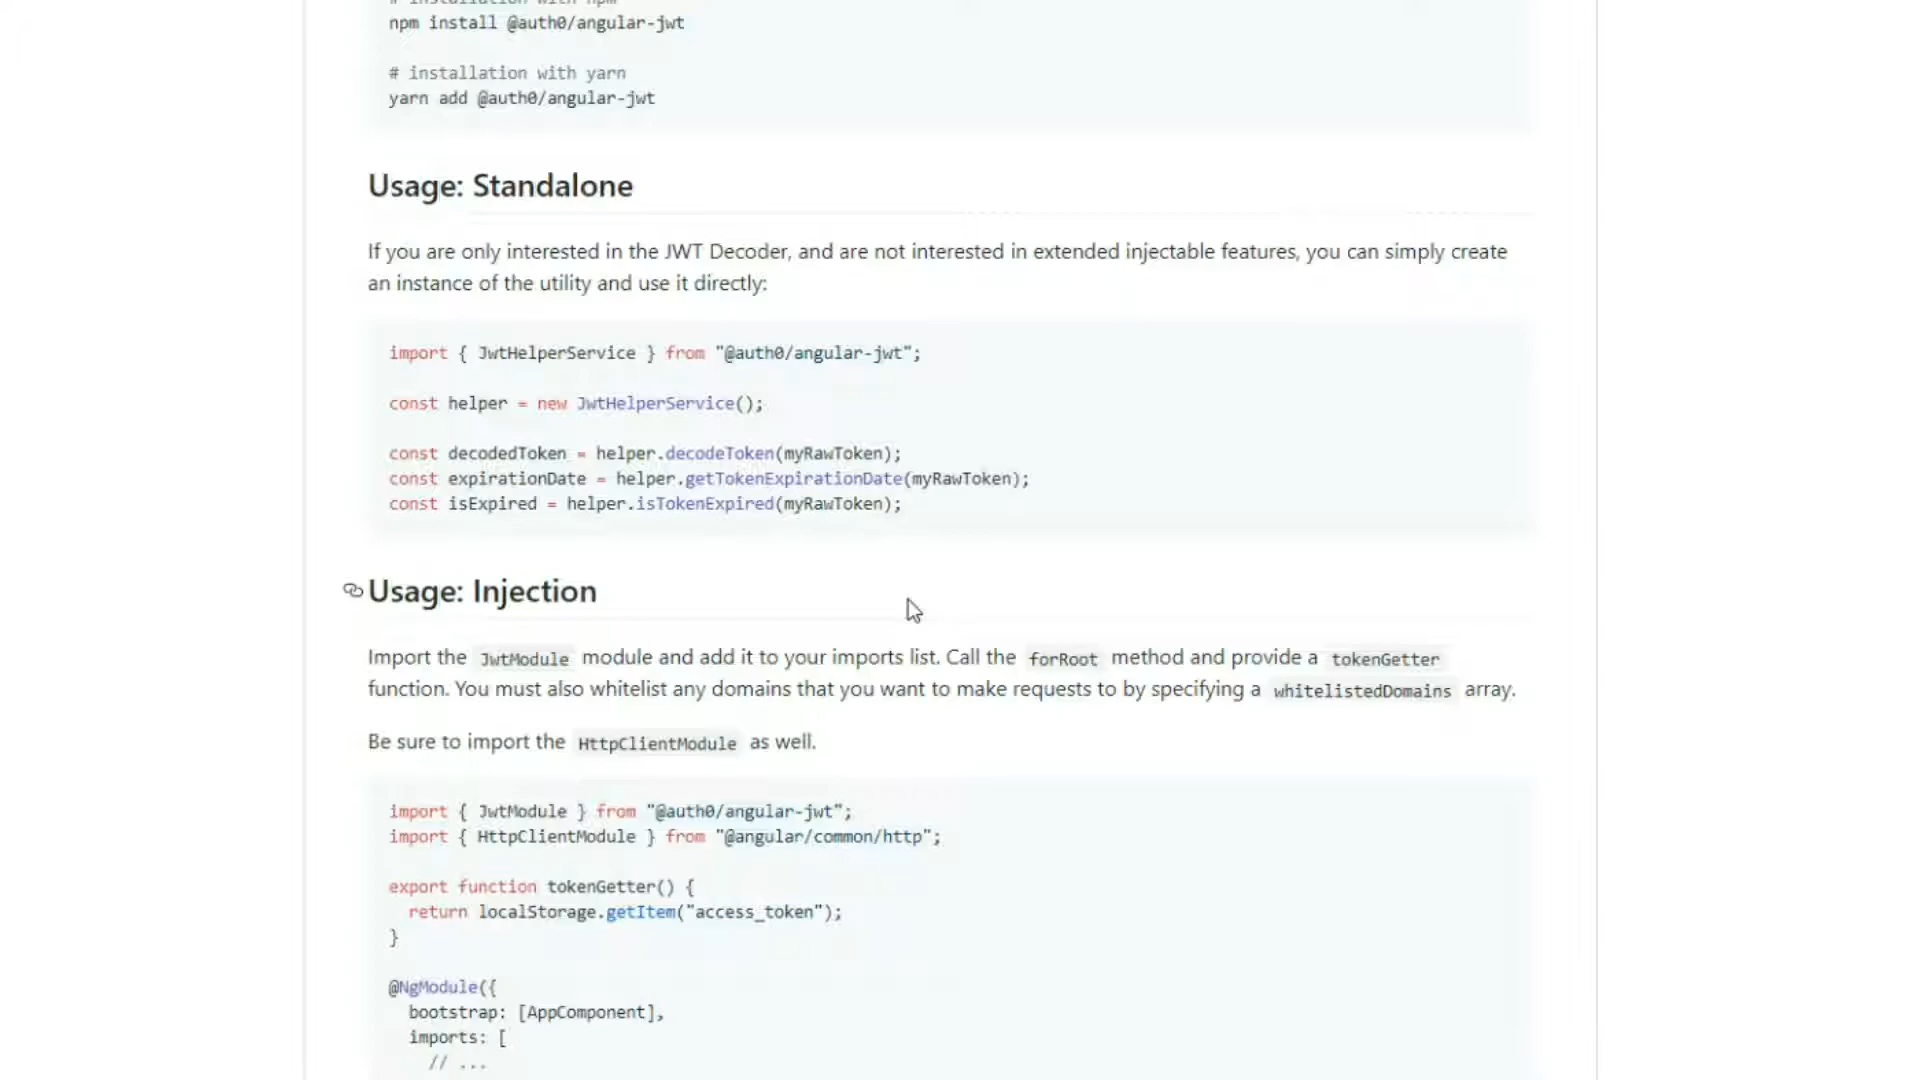 # installation with npm
npm install @auth0/angular-jwt
# installation with yarn
yarn add @auth0/angular-jwt
Usage: Standalone
If you are only interested in the JWT Decoder, and are not interested in extended injectable features, you can simply create
an instance of the utility and use it directly:
import { JwtHelperService } from "@auth0/angular-jwt";
const helper = new JwtHelperService();
const decodedToken = helper.decodeToken(myRawToken);
const expirationDate = helper.getTokenExpirationDate(myRawToken);
const isExpired = helper.isTokenExpired(myRawToken);
Usage: Injection
Import the JwtModule module and add it to your imports list. Call the forRoot method and provide a tokenGetter
function. You must also whitelist any domains that you want to make requests to by specifying a whitelistedDomains array.
Be sure to import the HttpClientModule as well.
import { JwtModule } from "@auth0/angular-jwt";
import { HttpClientModule } from "@angular/common/http";
export function tokenGetter() {
return localStorage.getItem("access_token");
}
@NgModule({
bootstrap: [AppComponent],
imports: [
// ...